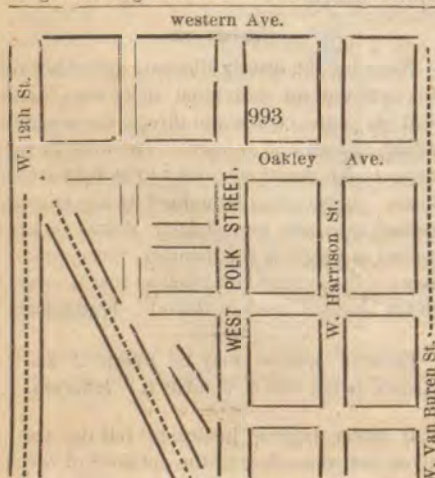 western Ave.
W. 12th St.
993
Oakley Ave.
WEST POLK STREET.
W. Harrison St.
W. Van Buren St.